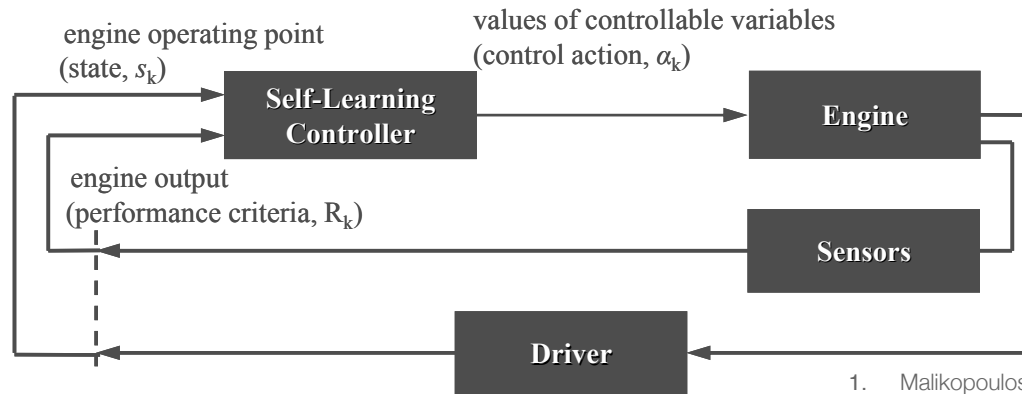 engine operating point
(state, sₖ)
values of controllable variables
(control action, αₖ)
Self-Learning
Controller
Engine
engine output
(performance criteria, Rₖ)
Sensors
Driver
1. Malikopoulos